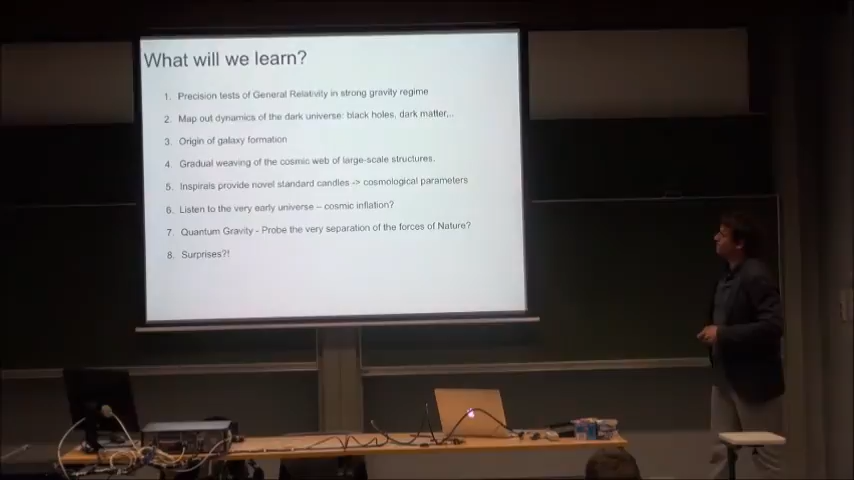 What will we learn?
1. Precision tests of General Relativity in strong gravity regime
2. Map out dynamics of the dark universe: black holes, dark matter,..
3. Origin of galaxy formation
4. Gradual weaving of the cosmic web of large-scale structures.
5. Inspirals provide novel standard candles -> cosmological parameters
6. Listen to the very early universe – cosmic inflation?
7. Quantum Gravity - Probe the very separation of the forces of Nature?
8. Surprises?!